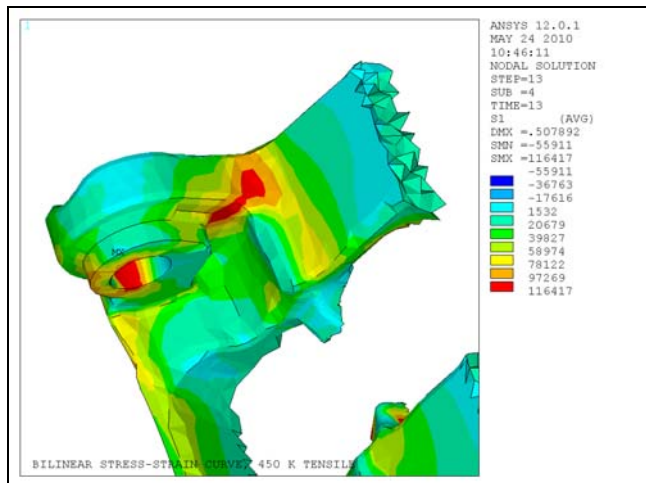 1
ANSYS 12.0.1
MAY 24 2010
10:46:11
NODAL SOLUTION
STEP=13
SUB =4
TIME=13
S1 (AVG)
DMX =.507892
SMN =-55911
SMX =116417
-55911
-36763
-17616
1532
20679
39827
58974
78122
97269
116417
MX
BILINEAR STRESS-STRAIN CURVE, 450 K TENSILE